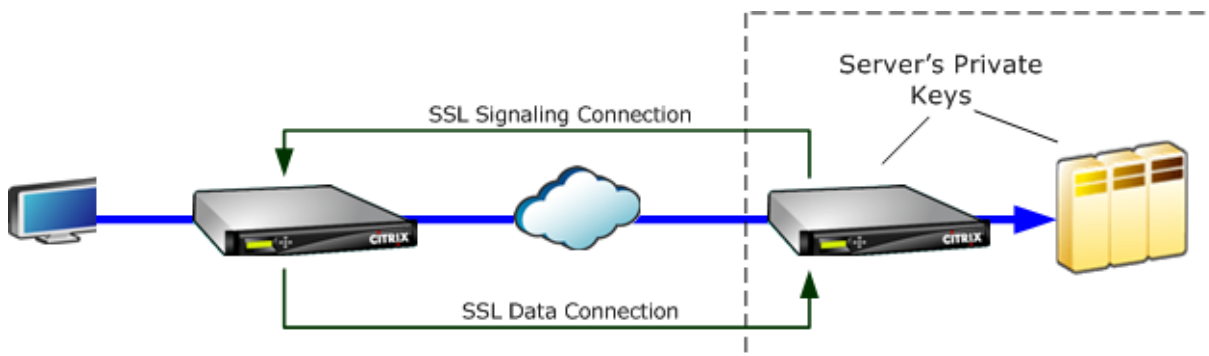 Server's Private
Keys
SSL Signaling Connection
CITRIX
CITRIX
SSL Data Connection